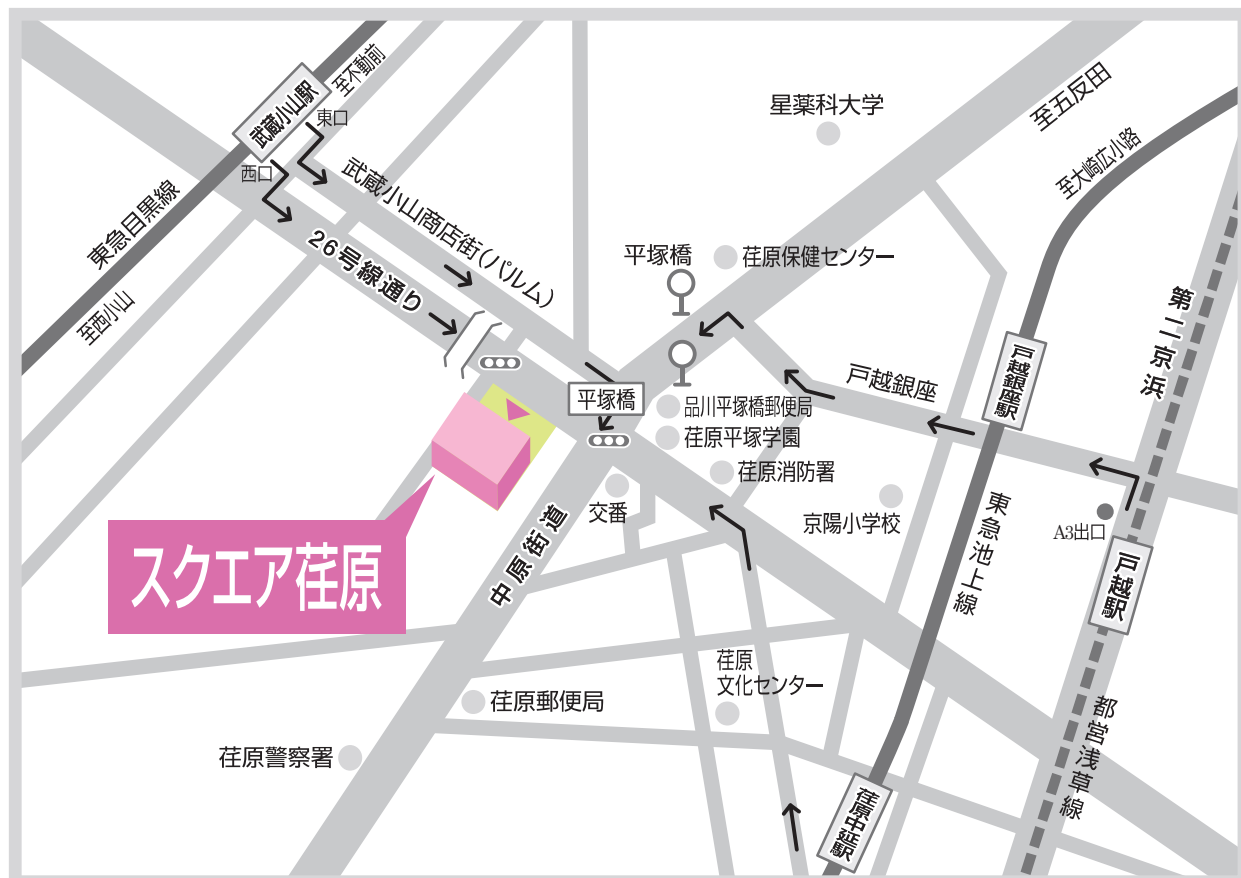 武蔵小山駅
至不動前
東口
西口
東急目黒線
至西小山
26号線通り
武蔵小山商店街(パルム)
星薬科大学
至五反田
至大崎広小路
平塚橋
荏原保健センター
第二京浜
戸越銀座駅
戸越銀座
平塚橋
品川平塚橋郵便局
荏原平塚学園
荏原消防署
交番
京陽小学校
A3出口
戸越駅
東急池上線
スクエア荏原
中原街道
荏原
文化センター
荏原郵便局
荏原警察署
都営浅草線
荏原中延駅